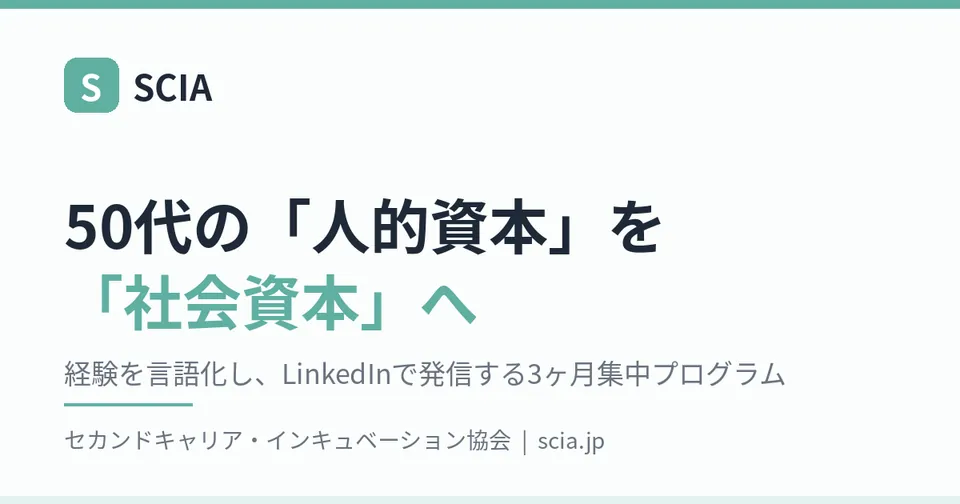 S SCIA
50代の「人的資本」を
「社会資本」へ
経験を言語化し、LinkedInで発信する3ヶ月集中プログラム
セカンドキャリア・インキュベーション協会 | scia.jp